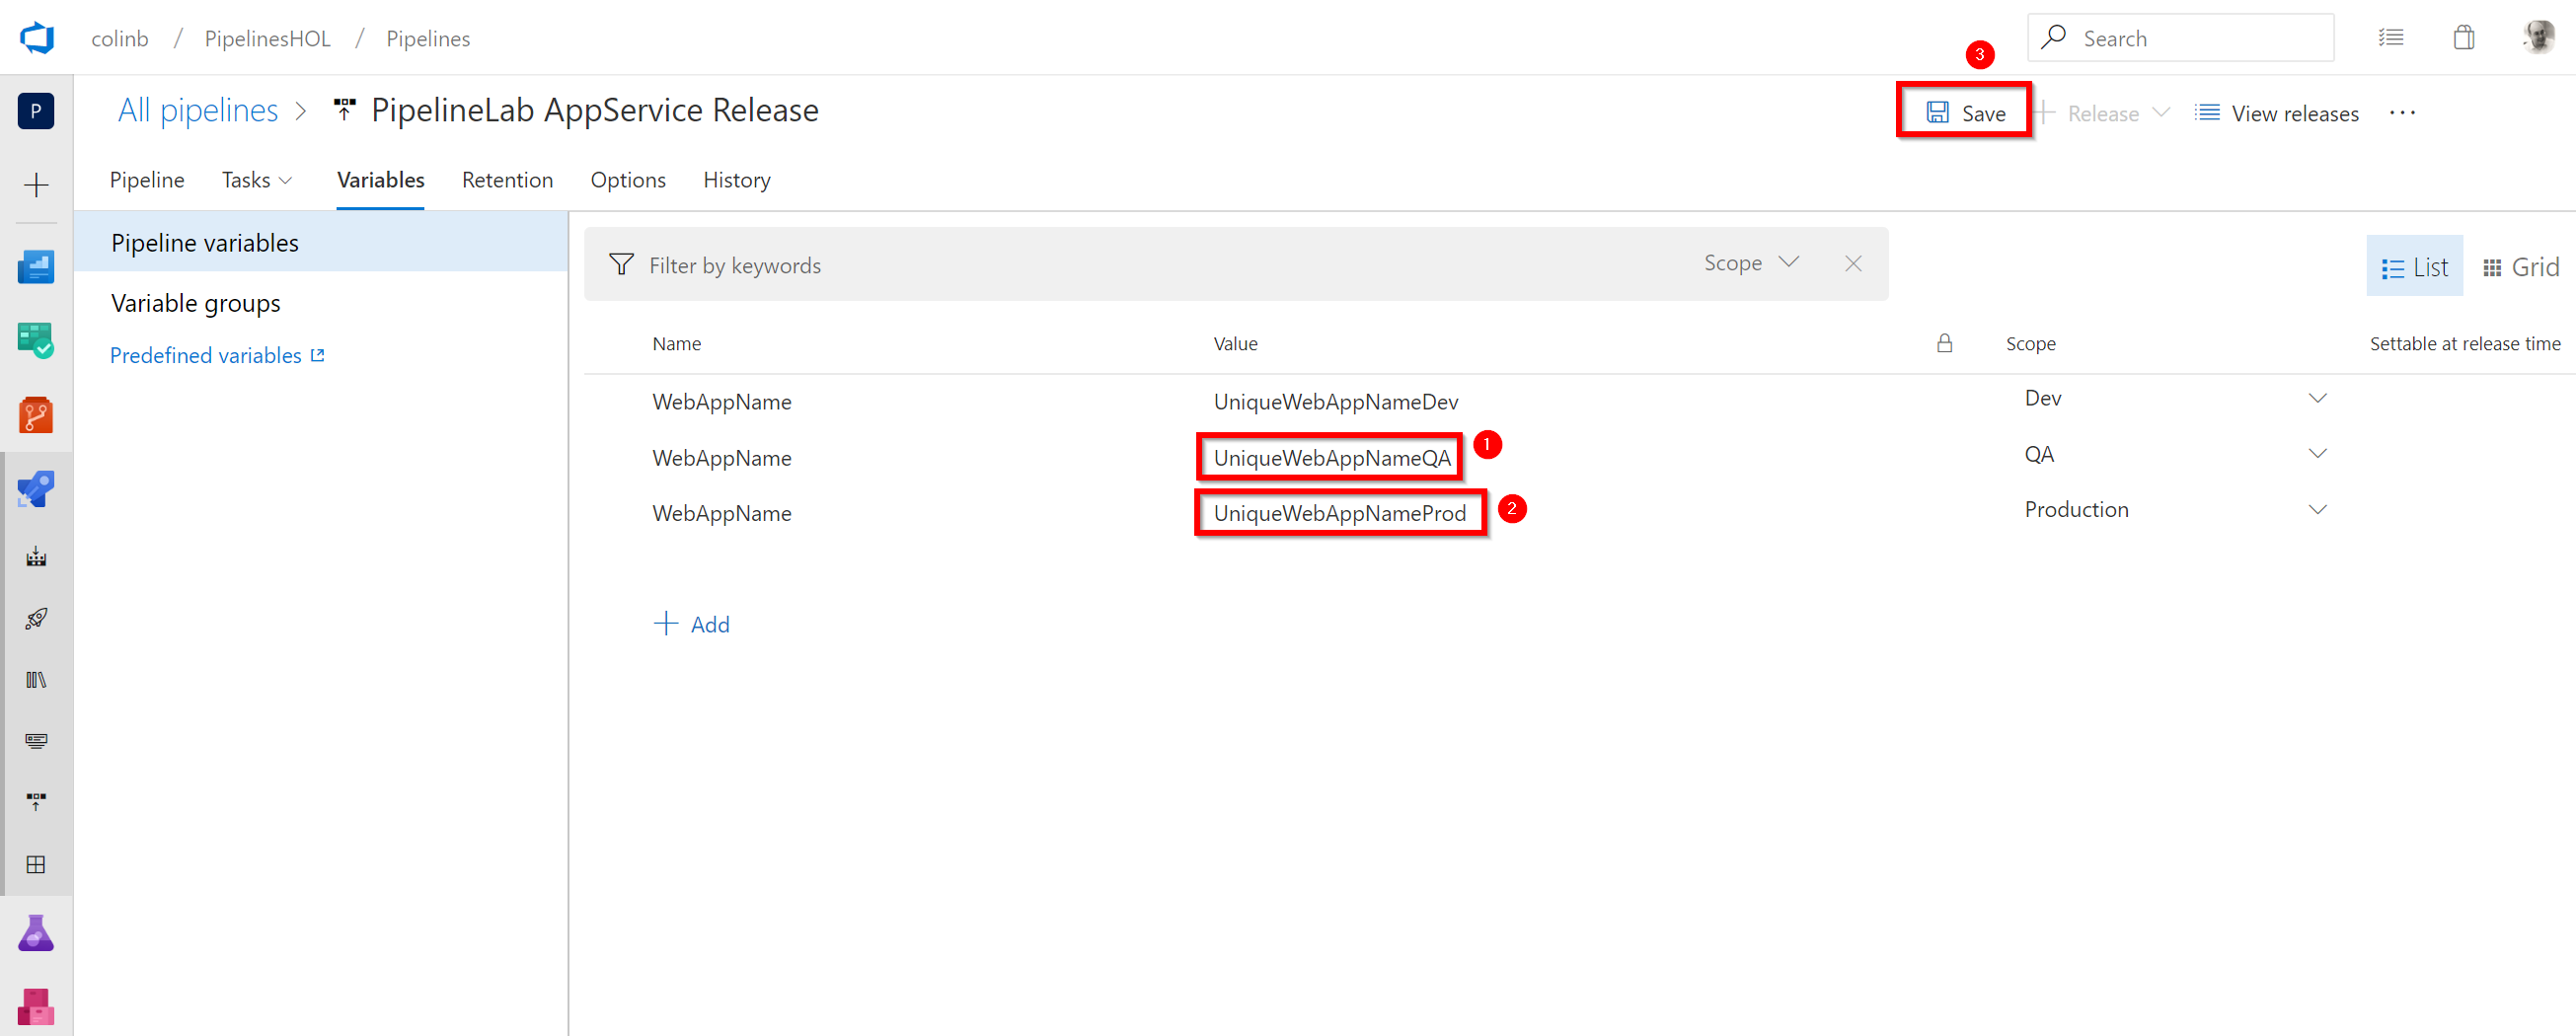 colinb / PipelinesHOL / Pipelines
Search
3
P
All pipelines > PipelineLab AppService Release
Save
Release
View releases
Pipeline Tasks Variables Retention Options History
Pipeline variables
Variable groups
Predefined variables
Filter by keywords
Scope
List
Grid
Name Value Scope Settable at release time
WebAppName UniqueWebAppNameDev Dev
WebAppName UniqueWebAppNameQA 1 QA
WebAppName UniqueWebAppNameProd 2 Production
+ Add